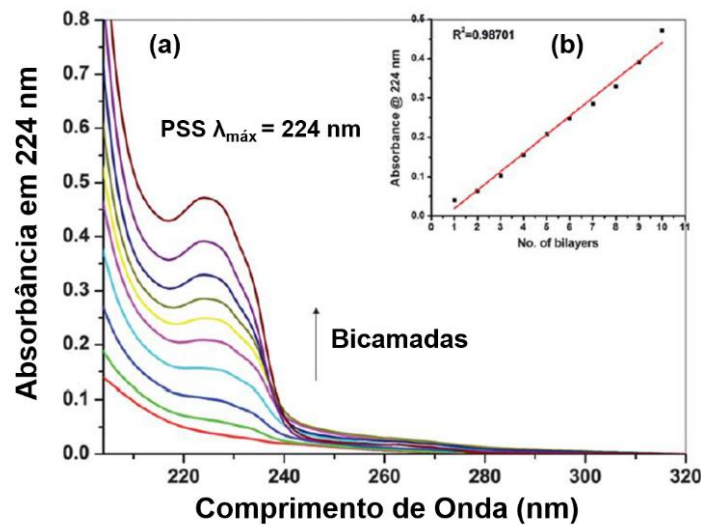 (a)
PSS λmáx = 224 nm
Bicamadas
Absorbância em 224 nm
0.8
0.7
0.6
0.5
0.4
0.3
0.2
0.1
0.0
220
240
260
280
300
320
Comprimento de Onda (nm)
R²=0.98701
(b)
Absorbance @ 224 nm
0.5
0.4
0.3
0.2
0.1
0.0
0 1 2 3 4 5 6 7 8 9 10 11
No. of bilayers